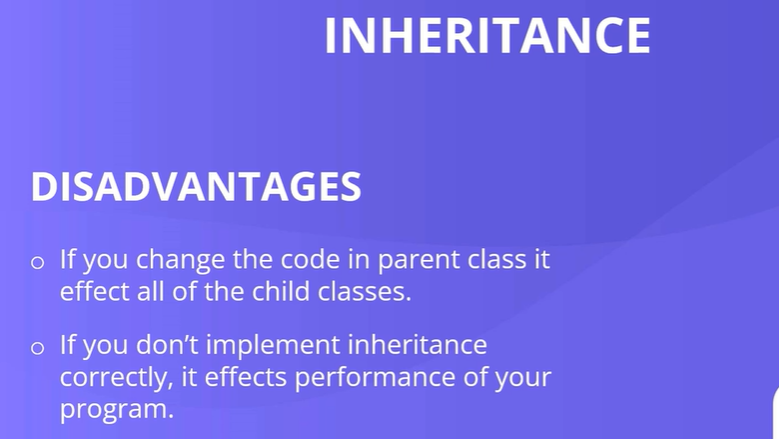 INHERITANCE
DISADVANTAGES
o If you change the code in parent class it
effect all of the child classes.
o If you don’t implement inheritance
correctly, it effects performance of your
program.